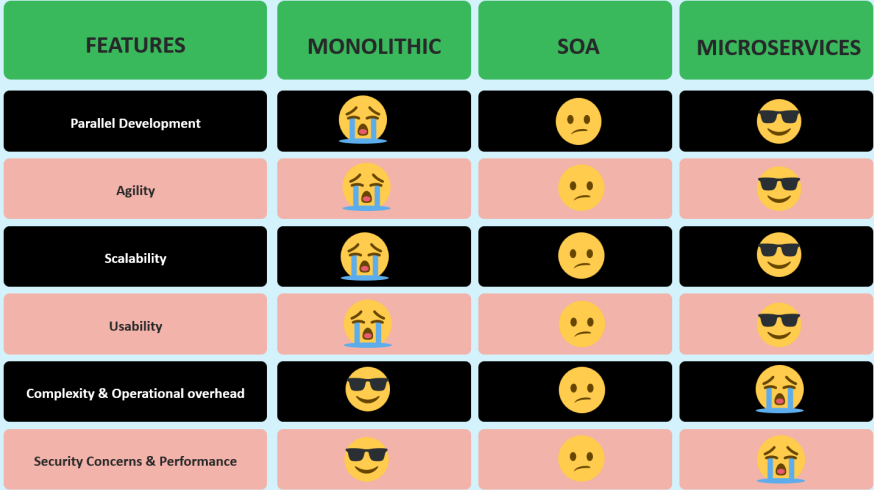 FEATURES
MONOLITHIC
SOA
MICROSERVICES
Parallel Development
Agility
Scalability
Usability
Complexity & Operational overhead
Security Concerns & Performance